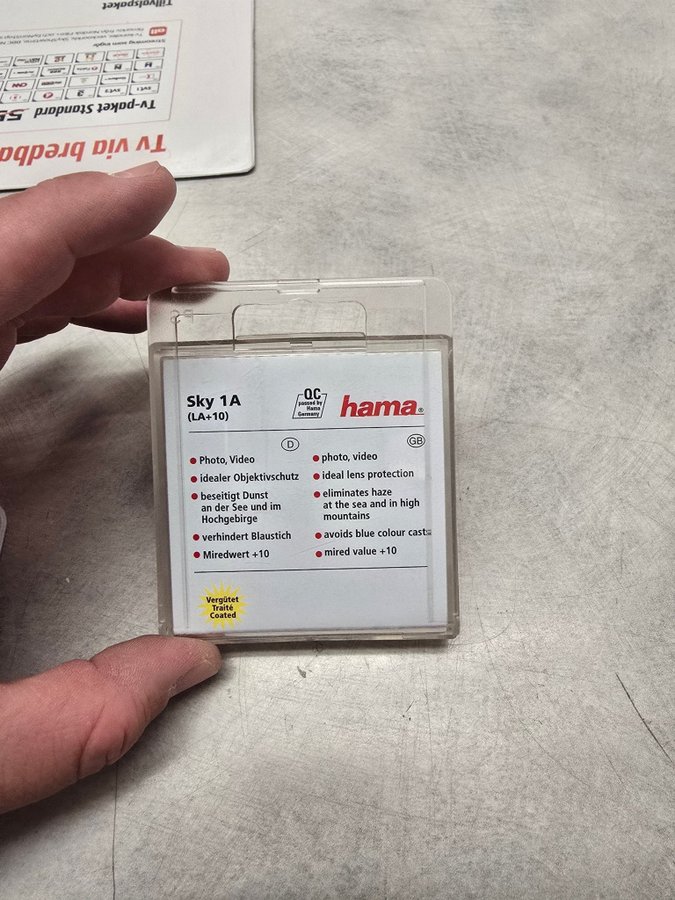 Tillvalspaket
Tv-paket Standard
Tv via
Sky 1A
(LA+10)
QC
passed by
Hama
Germany
hama®
D
Photo, Video
idealer Objektivschutz
beseitigt Dunst
an der See und im
Hochgebirge
verhindert Blaustich
Miredwert +10
GB
photo, video
ideal lens protection
eliminates haze
at the sea and in high
mountains
avoids blue colour casts
mired value +10
Vergütet
Traité
Coated